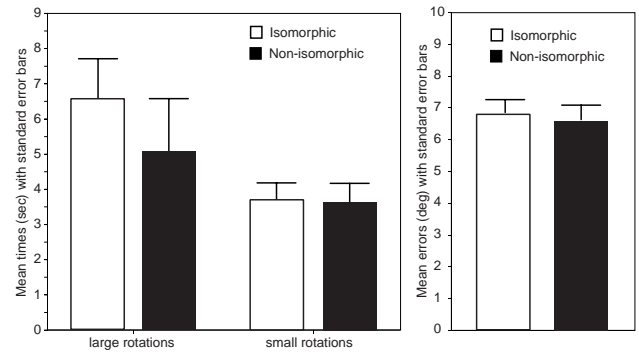 Mean times (sec) with standard error bars
9
8
7
6
5
4
3
2
1
0
Isomorphic
Non-isomorphic
large rotations
small rotations
Mean errors (deg) with standard error bars
10
9
8
7
6
5
4
3
2
1
0
Isomorphic
Non-isomorphic